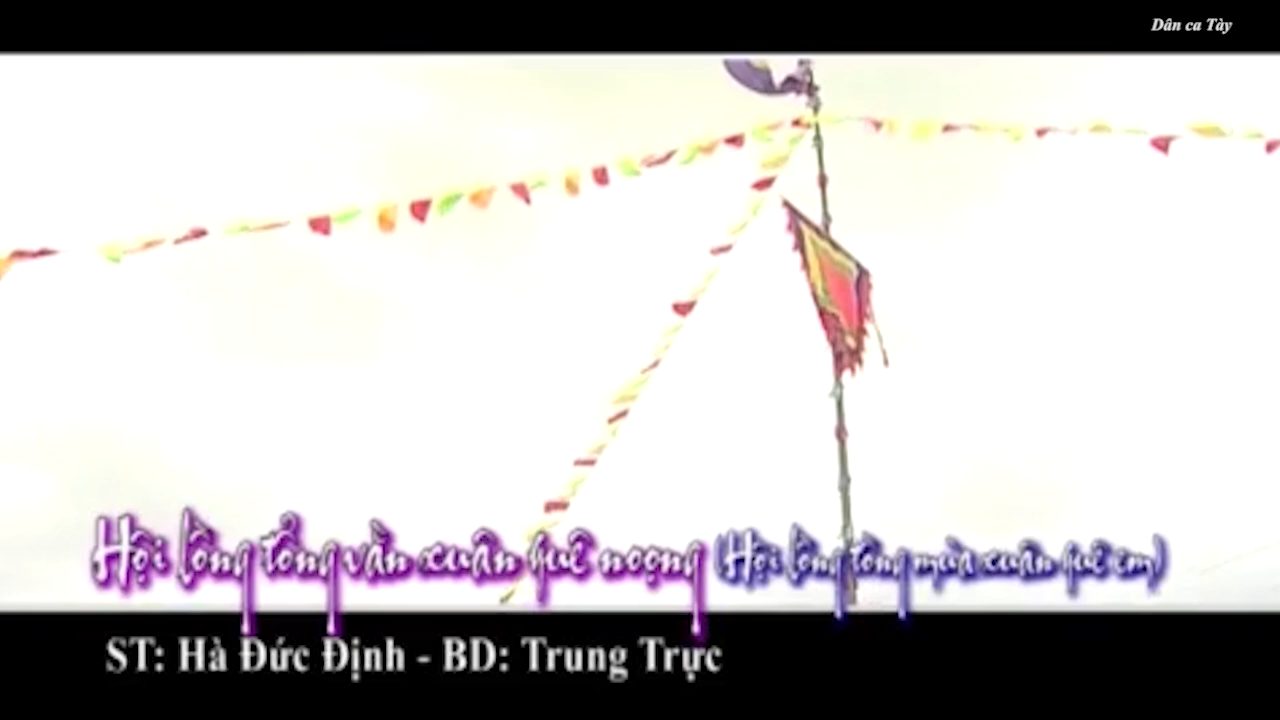 Dân ca Tày
Hội lồng tổng vằn xuân quê noọng (Hội lồng tồng mùa xuân quê em)
ST: Hà Đức Định - BD: Trung Trực